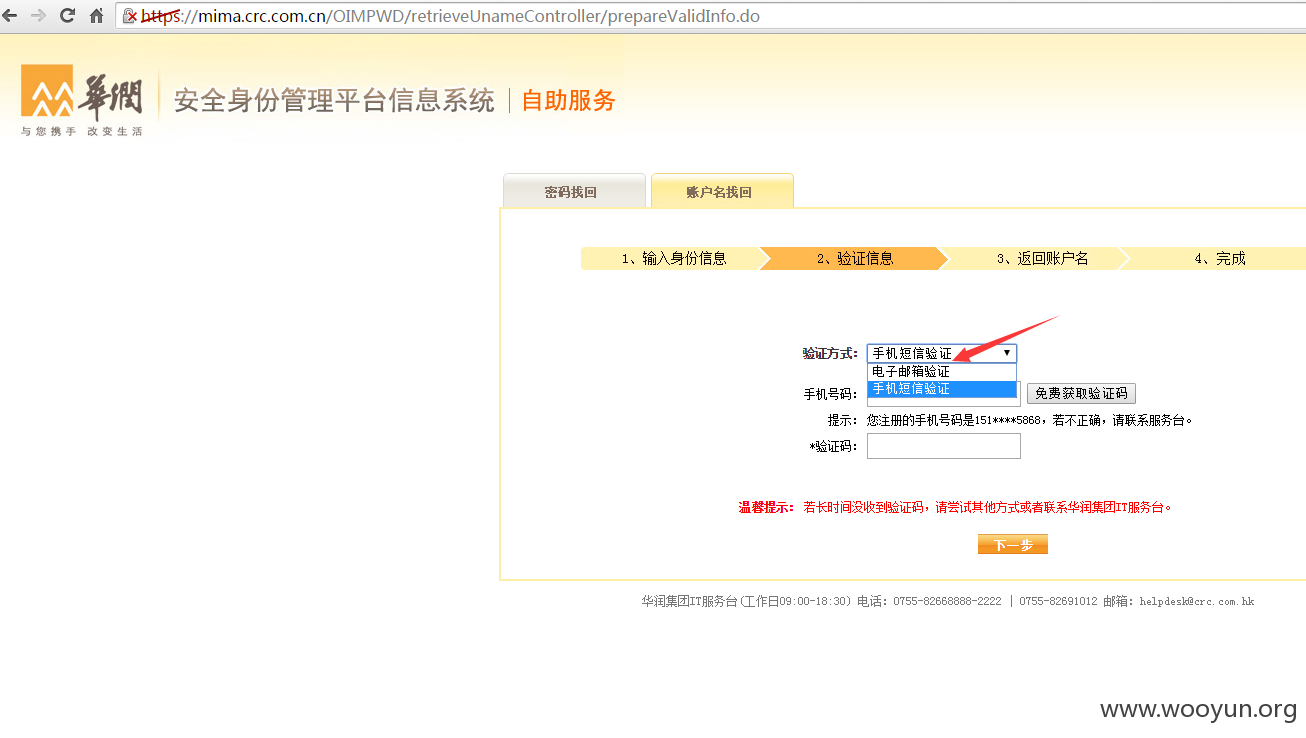 https://mima.crc.com.cn/OIMPWD/retrieveUnameController/prepareValidInfo.do
華潤
与您携手 改变生活
安全身份管理平台信息系统 | 自助服务
密码找回 账户名找回
1、输入身份信息 2、验证信息 3、返回账户名 4、完成
验证方式: 手机短信验证
电子邮箱验证
手机短信验证
手机号码: 免费获取验证码
提示: 您注册的手机号码是151****5868，若不正确，请联系服务台。
*验证码:
温馨提示: 若长时间没收到验证码，请尝试其他方式或者联系华润集团IT服务台。
下一步
华润集团IT服务台(工作日09:00-18:30) 电话: 0755-82668888-2222 | 0755-82691012 邮箱: helpdesk@crc.com.hk
www.wooyun.org